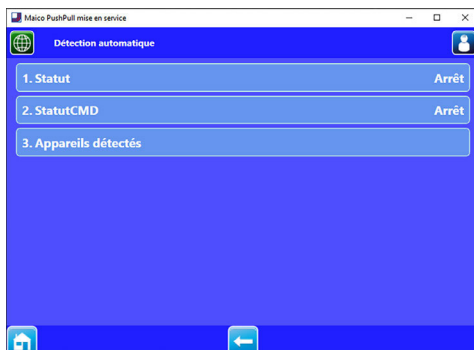 Maico PushPull mise en service
Détection automatique
1. Statut Arrêt
2. StatutCMD Arrêt
3. Appareils détectés